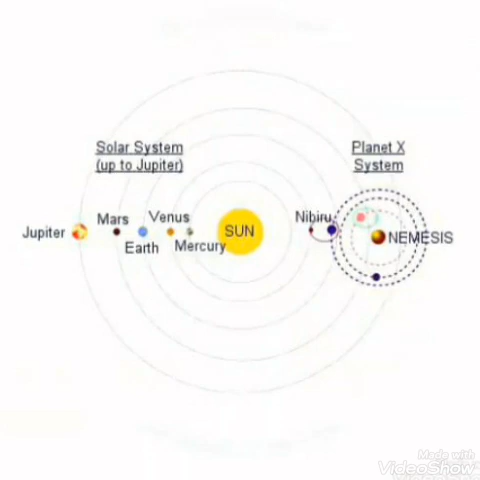 Solar System
(up to Jupiter)
Planet X
System
Jupiter
Mars
Venus
Earth
Mercury
SUN
Nibiru
NEMESIS
Made with
VideoShow